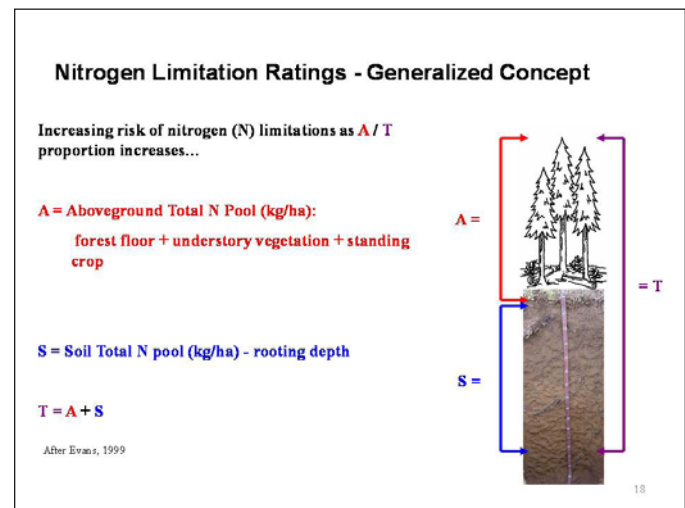 Nitrogen Limitation Ratings - Generalized Concept
Increasing risk of nitrogen (N) limitations as A / T
proportion increases...
A = Aboveground Total N Pool (kg/ha):
forest floor + understory vegetation + standing
crop
A =
= T
S = Soil Total N pool (kg/ha) - rooting depth
S =
T = A + S
After Evans, 1999
18